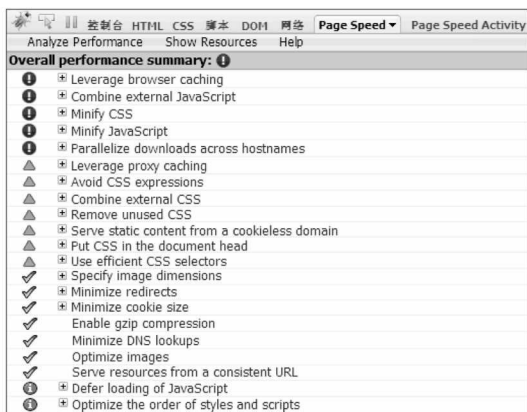 控制台 HTML CSS 脚本 DOM 网络 Page Speed Page Speed Activity
Analyze Performance Show Resources Help
Overall performance summary:
Leverage browser caching
Combine external JavaScript
Minify CSS
Minify JavaScript
Parallelize downloads across hostnames
Leverage proxy caching
Avoid CSS expressions
Combine external CSS
Remove unused CSS
Serve static content from a cookieless domain
Put CSS in the document head
Use efficient CSS selectors
Specify image dimensions
Minimize redirects
Minimize cookie size
Enable gzip compression
Minimize DNS lookups
Optimize images
Serve resources from a consistent URL
Defer loading of JavaScript
Optimize the order of styles and scripts